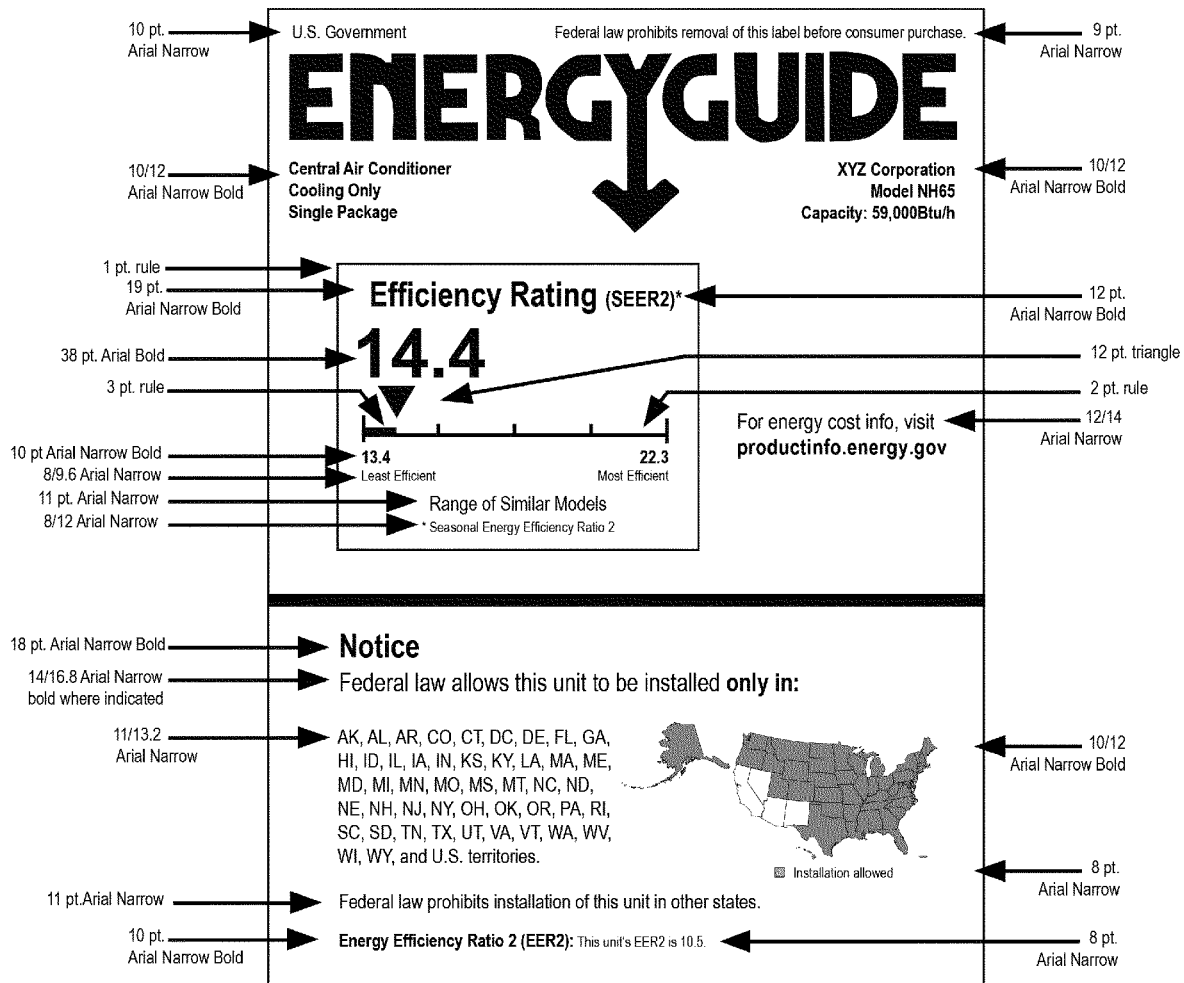 10 pt.
Arial Narrow
U.S. Government
Federal law prohibits removal of this label before consumer purchase.
9 pt.
Arial Narrow
ENERGYGUIDE
10/12
Arial Narrow Bold
Central Air Conditioner
Cooling Only
Single Package
XYZ Corporation
Model NH65
Capacity: 59,000Btu/h
10/12
Arial Narrow Bold
1 pt. rule
19 pt.
Arial Narrow Bold
Efficiency Rating (SEER2)*
12 pt.
Arial Narrow Bold
38 pt. Arial Bold
14.4
12 pt. triangle
3 pt. rule
2 pt. rule
For energy cost info, visit
productinfo.energy.gov
12/14
Arial Narrow
10 pt Arial Narrow Bold
13.4
22.3
8/9.6 Arial Narrow
Least Efficient
Most Efficient
11 pt. Arial Narrow
Range of Similar Models
8/12 Arial Narrow
* Seasonal Energy Efficiency Ratio 2
18 pt. Arial Narrow Bold
Notice
14/16.8 Arial Narrow
bold where indicated
Federal law allows this unit to be installed only in:
11/13.2
Arial Narrow
AK, AL, AR, CO, CT, DC, DE, FL, GA,
HI, ID, IL, IA, IN, KS, KY, LA, MA, ME,
MD, MI, MN, MO, MS, MT, NC, ND,
NE, NH, NJ, NY, OH, OK, OR, PA, RI,
SC, SD, TN, TX, UT, VA, VT, WA, WV,
WI, WY, and U.S. territories.
10/12
Arial Narrow Bold
Installation allowed
8 pt.
Arial Narrow
11 pt.Arial Narrow
Federal law prohibits installation of this unit in other states.
10 pt.
Arial Narrow Bold
Energy Efficiency Ratio 2 (EER2): This unit's EER2 is 10.5.
8 pt.
Arial Narrow